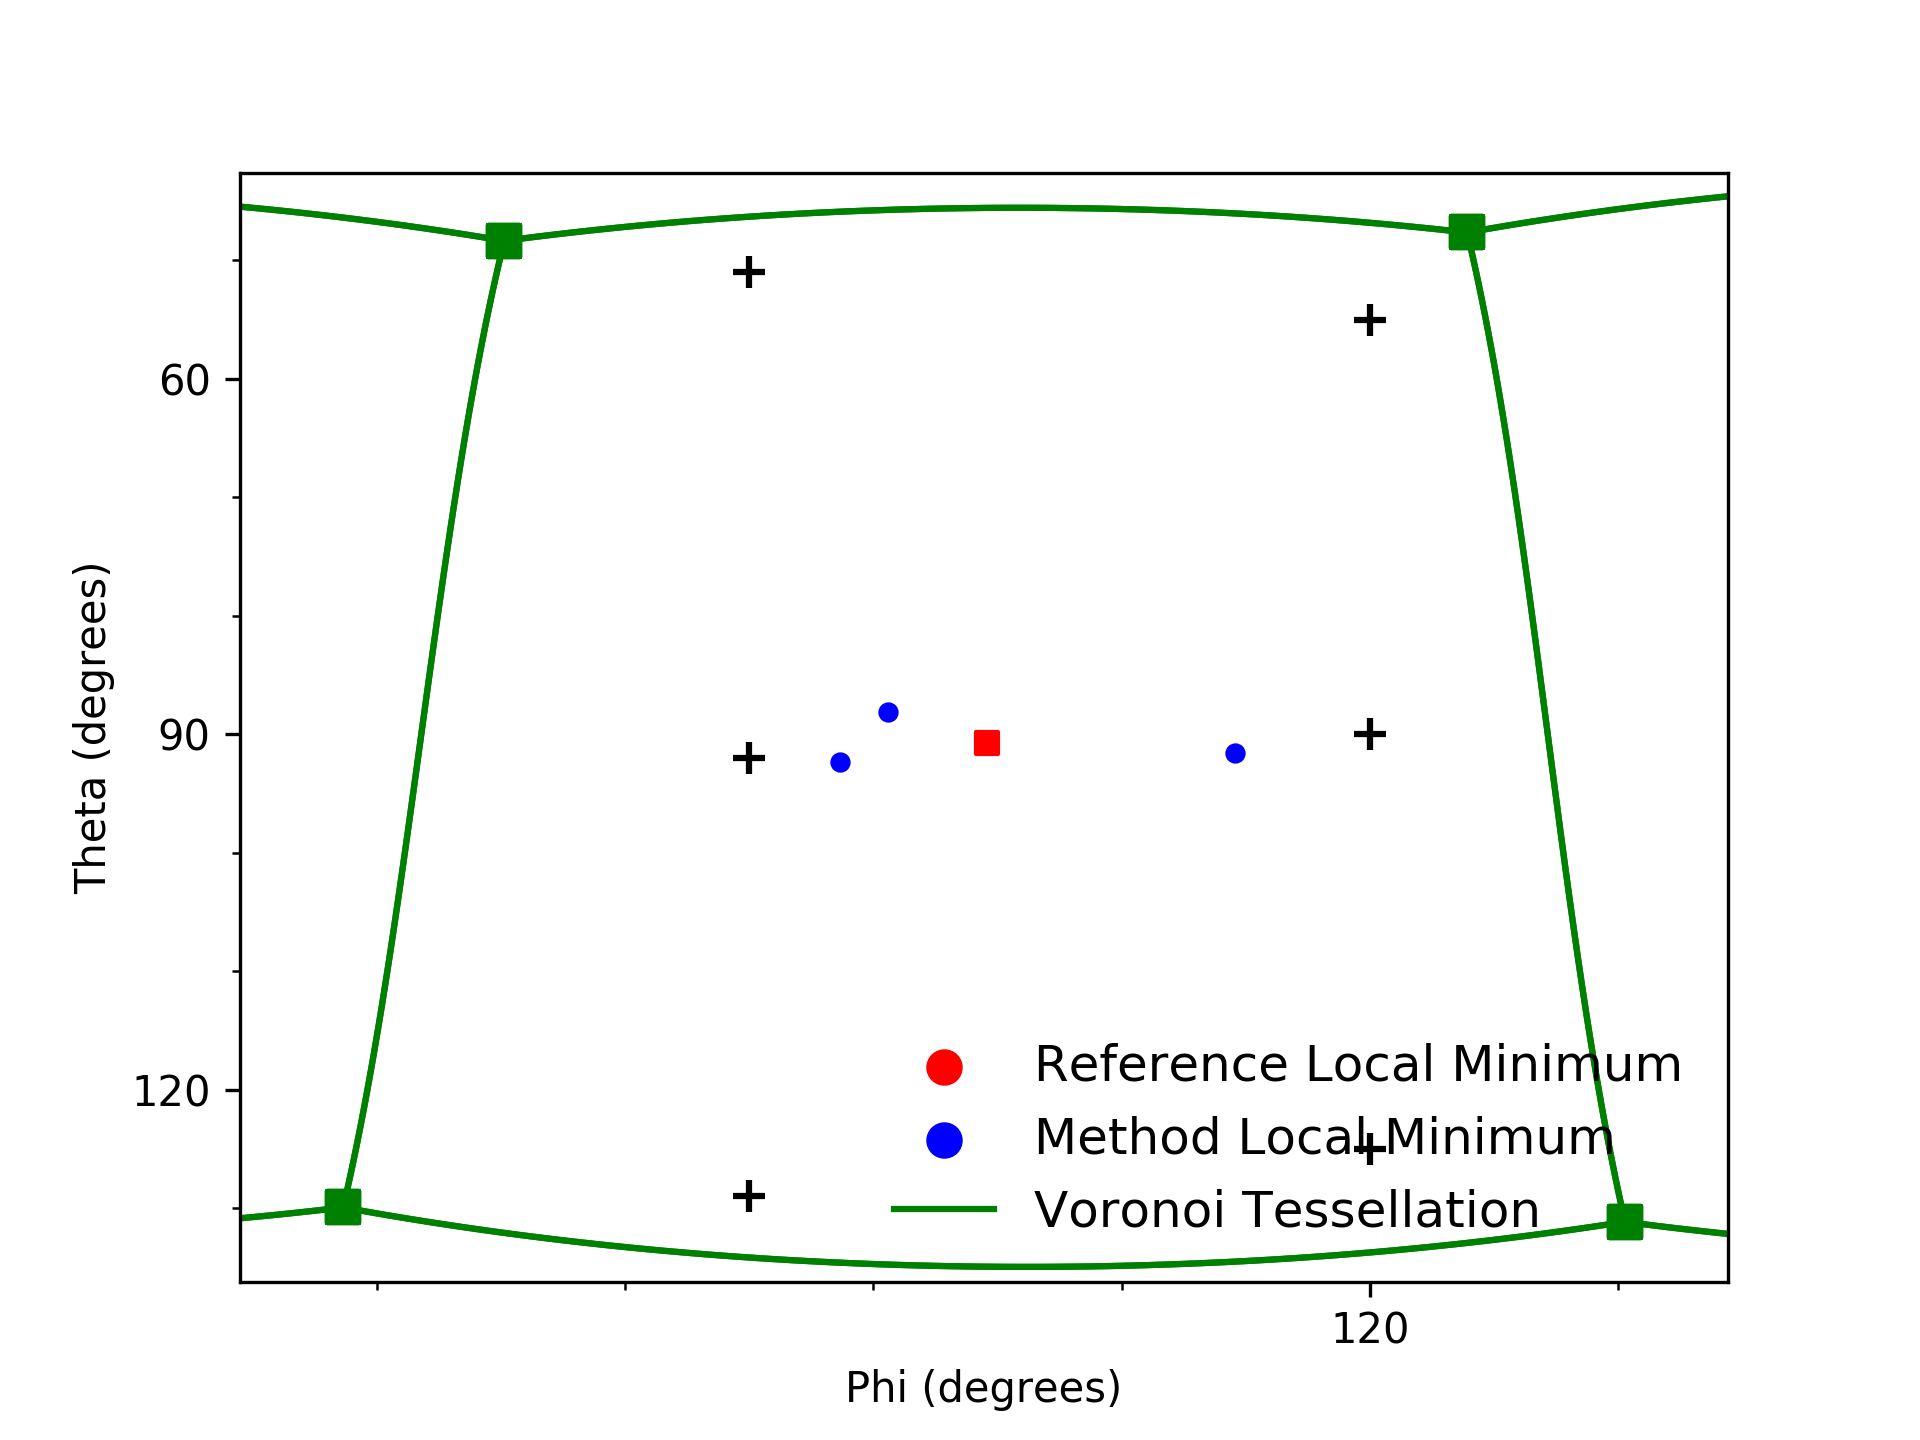 60
90
120
Theta (degrees)
Reference Local Minimum
Method Local Minimum
Voronoi Tessellation
120
Phi (degrees)